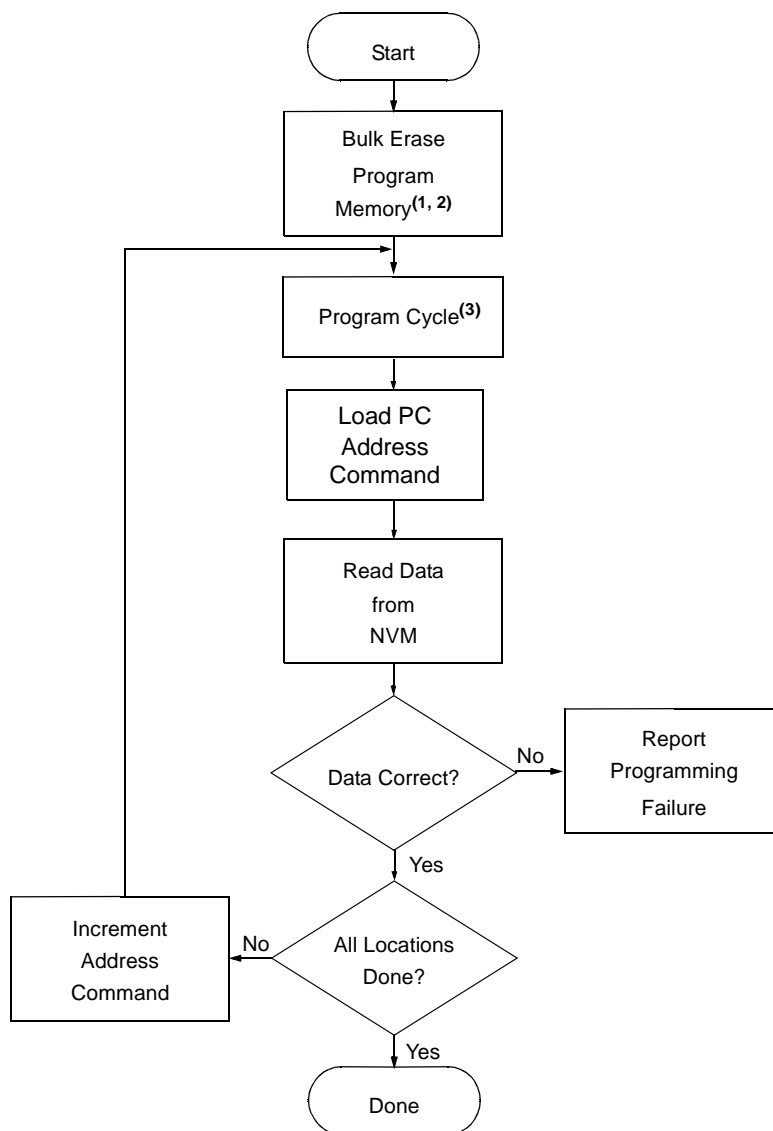 Start
Bulk Erase
Program
Memory(1, 2)
Program Cycle(3)
Load PC
Address
Command
Read Data
from
NVM
Data Correct?
No
Report
Programming
Failure
Yes
All Locations
Done?
No
Increment
Address
Command
Yes
Done